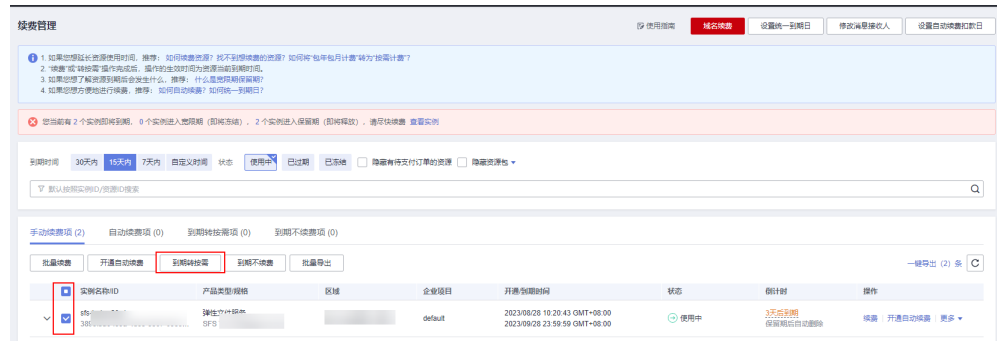 续费管理
使用指南
域名续费
设置统一到期日
修改消息接收人
设置自动续费扣款日
1. 如果您想延长资源使用时间，推荐： 如何续费资源？找不到想续费的资源？如何将"包年包月计费"转为"按需计费"？
2. "续费"或"转按需"操作完成后，操作的生效时间为资源当前到期时间。
3. 如果您想了解资源到期后会发生什么，推荐： 什么是宽限期保留期？
4. 如果您想方便地进行续费，推荐： 如何自动续费？如何统一到期日？
您当前有 2 个实例即将到期， 0 个实例进入宽限期（即将冻结）， 2 个实例进入保留期（即将释放），请尽快续费 查看实例
到期时间 30天内 15天内 7天内 自定义时间 状态 使用中 已过期 已冻结 隐藏有待支付订单的资源 隐藏资源包
默认按照实例ID/资源ID搜索
手动续费项 (2) 自动续费项 (0) 到期转按需项 (0) 到期不续费项 (0)
批量续费 开通自动续费 到期转按需 到期不续费 批量导出 一键导出（2）条
实例名称/ID 产品类型/规格 区域 企业项目 开通/到期时间 状态 倒计时 操作
sfs- 弹性文件服务 default 2023/08/28 10:20:43 GMT+08:00 使用中 3天后到期 续费 开通自动续费 更多
SFS 2023/09/28 23:59:59 GMT+08:00 保留期后自动删除